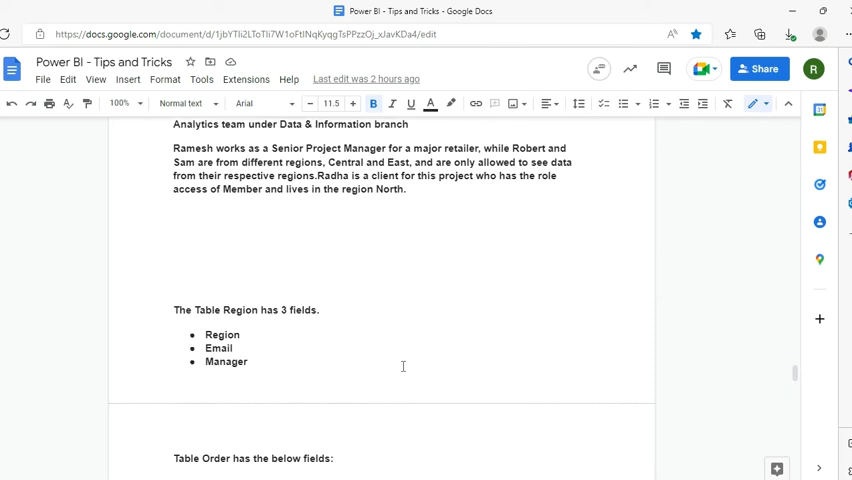 Power BI - Tips and Tricks - Google Docs
https://docs.google.com/document/d/1jbYTIi2LToTIi7W1oFtINqKyqgTsPPzzOj_xJavKDa4/edit
Power BI - Tips and Tricks
Share
R
File Edit View Insert Format Tools Extensions Help Last edit was 2 hours ago
100% Normal text Arial 11.5 B I U A
Analytics team under Data & Information branch
Ramesh works as a Senior Project Manager for a major retailer, while Robert and
Sam are from different regions, Central and East, and are only allowed to see data
from their respective regions.Radha is a client for this project who has the role
access of Member and lives in the region North.
The Table Region has 3 fields.
● Region
● Email
● Manager
Table Order has the below fields: